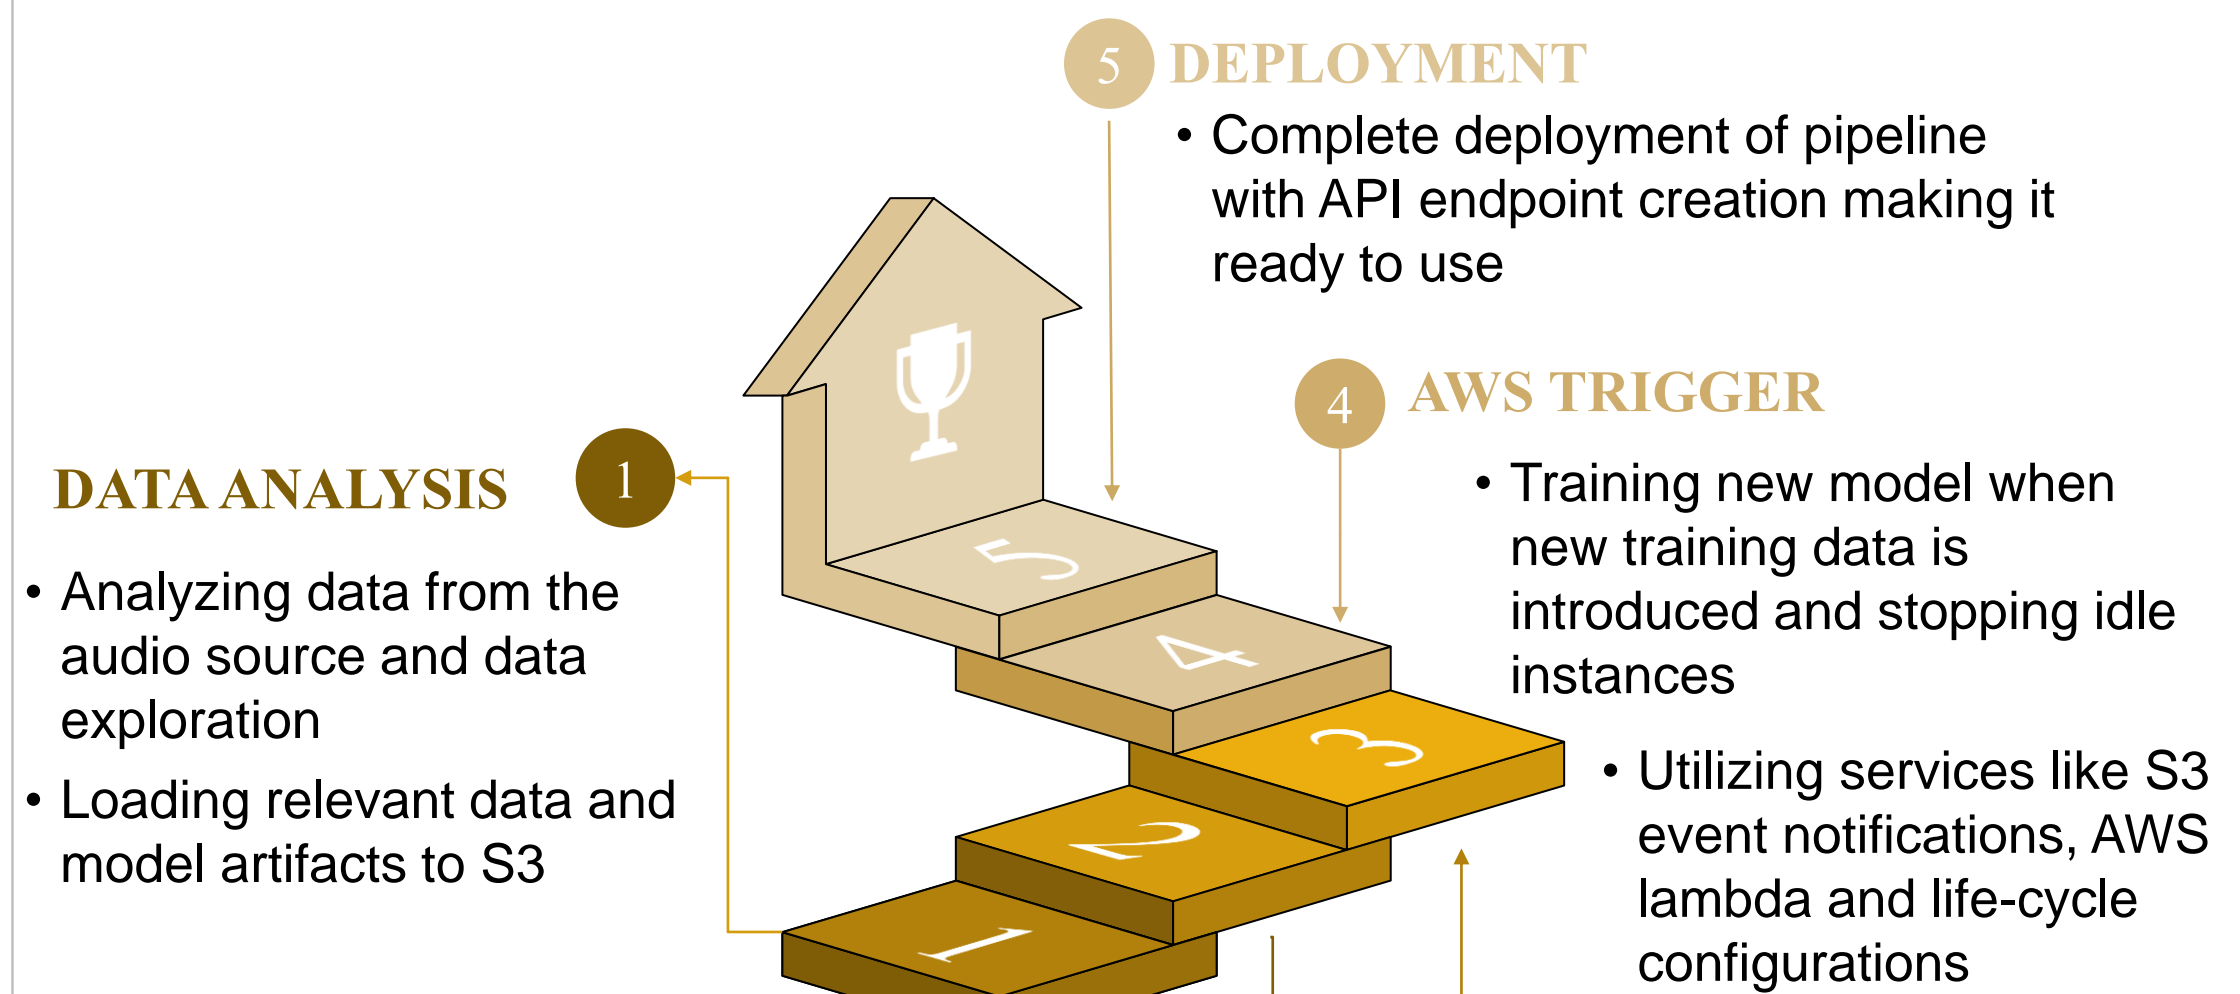 5 DEPLOYMENT
• Complete deployment of pipeline
with API endpoint creation making it
ready to use
4 AWS TRIGGER
• Training new model when
new training data is
introduced and stopping idle
instances
• Utilizing services like S3
event notifications, AWS
lambda and life-cycle
configurations
DATA ANALYSIS 1
• Analyzing data from the
audio source and data
exploration
• Loading relevant data and
model artifacts to S3
5
4
3
2
1